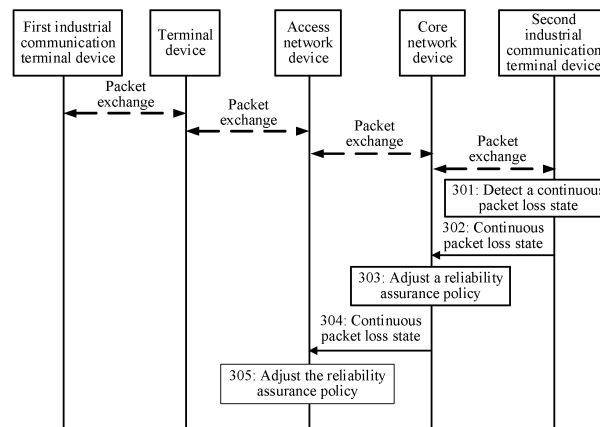 First industrial
communication
terminal device
Terminal
device
Access
network
device
Core
network
device
Second
industrial
communication
terminal device
Packet
exchange
Packet
exchange
Packet
exchange
Packet
exchange
301: Detect a continuous
packet loss state
302: Continuous
packet loss state
303: Adjust a reliability
assurance policy
304: Continuous
packet loss state
305: Adjust the reliability
assurance policy